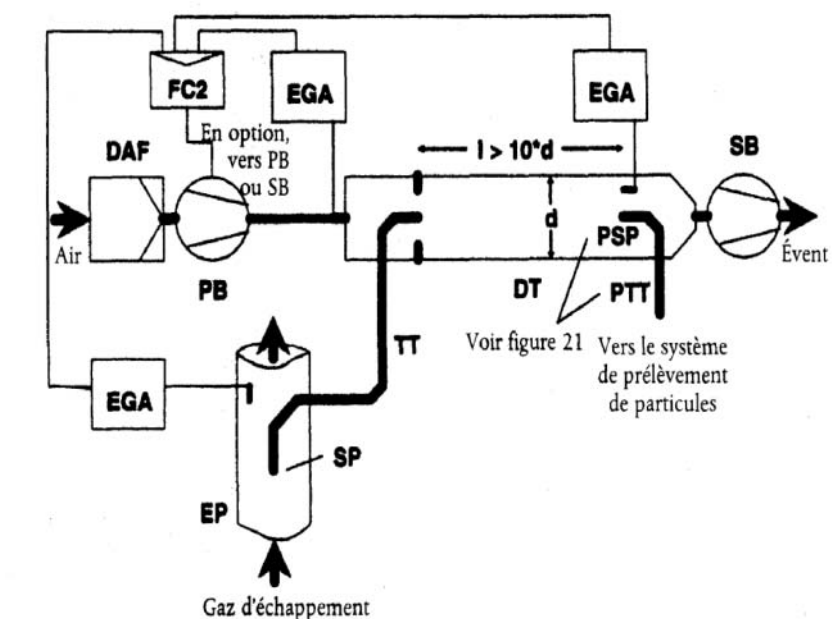 FC2
EGA
EGA
DAF
En option,
vers PB
ou SB
l > 10*d
SB
Air
PB
d
PSP
DT
PTT
Évent
Voir figure 21
Vers le système
de prélèvement
de particules
TT
EGA
SP
EP
Gaz d'échappement